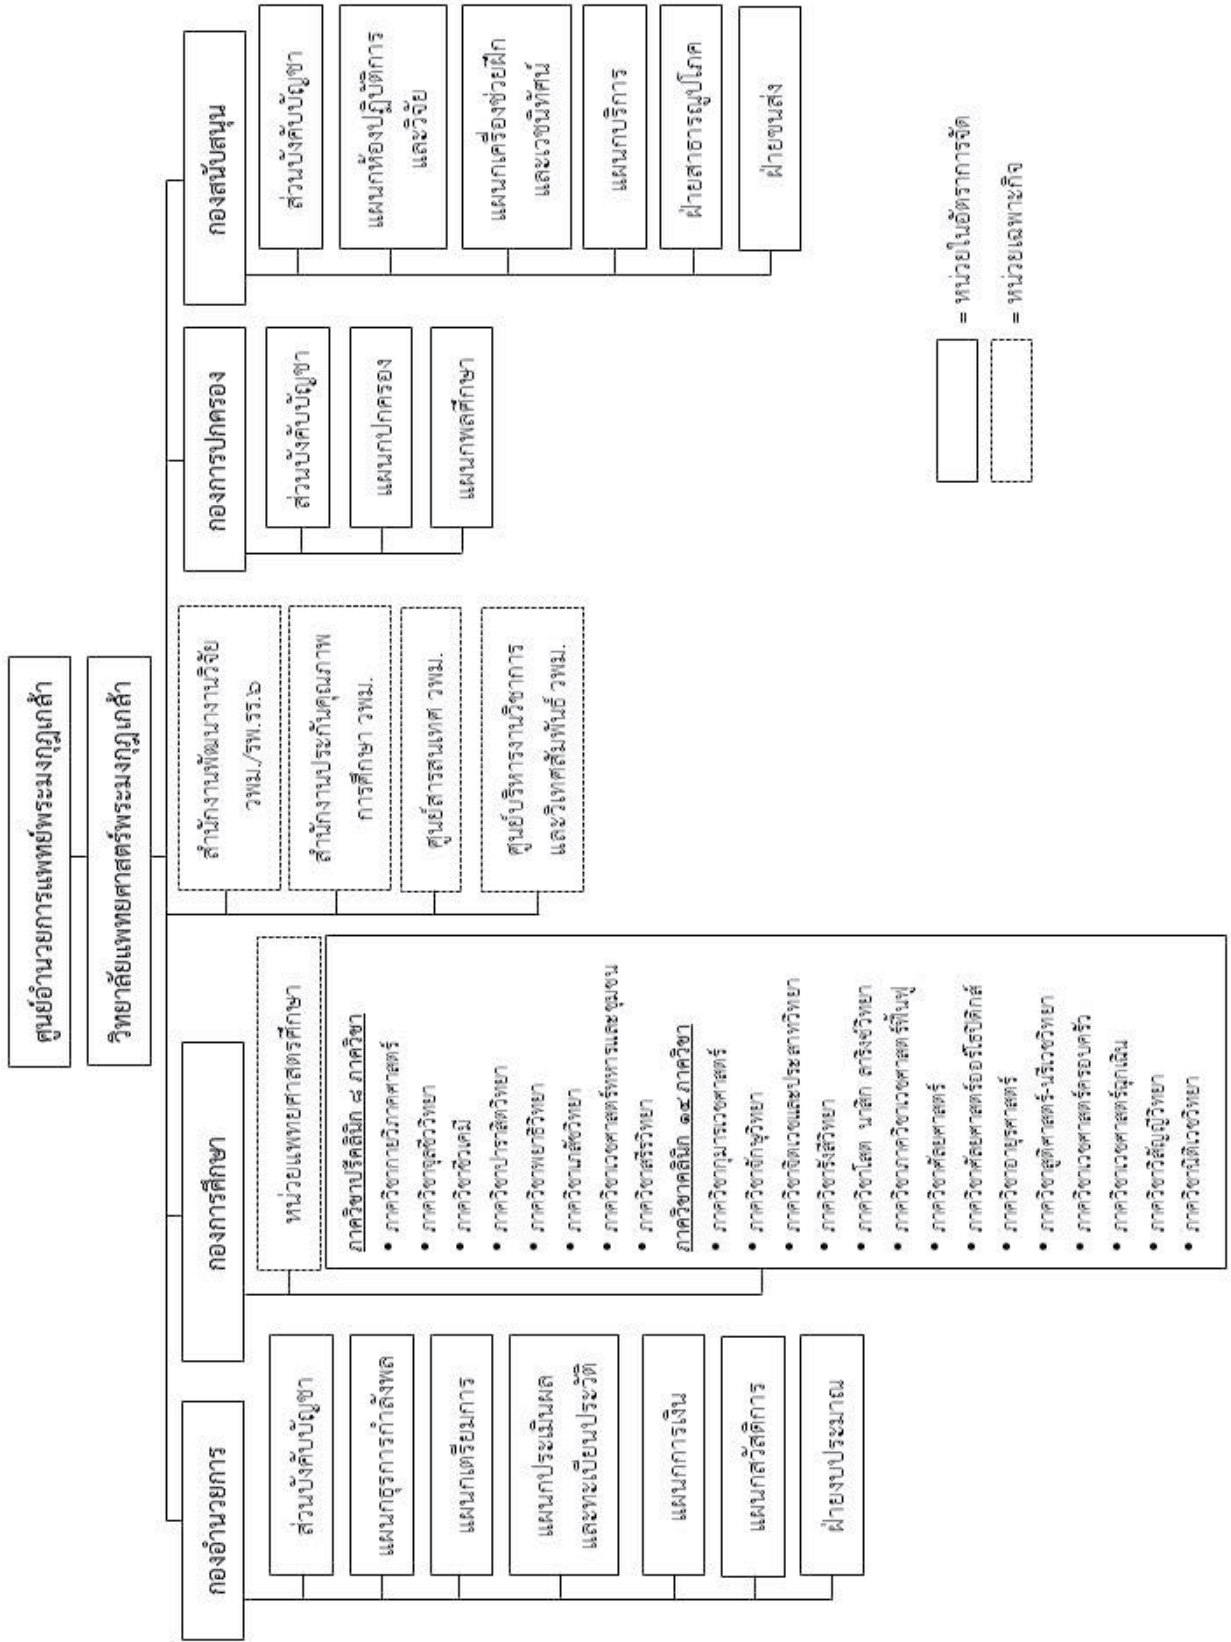 ศูนย์อำนวยการแพทย์พระมงกุฎเกล้า
วิทยาลัยแพทยศาสตร์พระมงกุฎเกล้า
กองอำนวยการ
ส่วนบังคับบัญชา
แผนกธุรการกำลังพล
แผนกเตรียมการ
แผนกประเมินผล
และทะเบียนประวัติ
แผนกการเงิน
แผนกสวัสดิการ
ฝ่ายงบประมาณ
กองการศึกษา
หน่วยแพทยศาสตรศึกษา
ภาควิชาปรีคลินิก ๘ ภาควิชา
• ภาควิชากายวิภาคศาสตร์
• ภาควิชาจุลชีววิทยา
• ภาควิชาชีวเคมี
• ภาควิชาปาราสิตวิทยา
• ภาควิชาพยาธิวิทยา
• ภาควิชาเภสัชวิทยา
• ภาควิชาเวชศาสตร์ทหารและชุมชน
• ภาควิชาสรีรวิทยา
ภาควิชาคลินิก ๑๔ ภาควิชา
• ภาควิชากุมารเวชศาสตร์
• ภาควิชาจักษุวิทยา
• ภาควิชาจิตเวชและประสาทวิทยา
• ภาควิชารังสีวิทยา
• ภาควิชาโสต นาสิก ลาริงซ์วิทยา
• ภาควิชาภาควิชาเวชศาสตร์ฟื้นฟู
• ภาควิชาศัลยศาสตร์
• ภาควิชาศัลยศาสตร์ออร์โธปิดิกส์
• ภาควิชาอายุรศาสตร์
• ภาควิชาสูติศาสตร์-นรีเวชวิทยา
• ภาควิชาเวชศาสตร์ครอบครัว
• ภาควิชาเวชศาสตร์ฉุกเฉิน
• ภาควิชาวิสัญญีวิทยา
• ภาควิชานิติเวชวิทยา
สำนักงานพัฒนางานวิจัย
วพม./รพ.รร.๖
สำนักงานประกันคุณภาพ
การศึกษา วพม.
ศูนย์สารสนเทศ วพม.
ศูนย์บริหารงานวิชาการ
และวิเทศสัมพันธ์ วพม.
กองการปกครอง
ส่วนบังคับบัญชา
แผนกปกครอง
แผนกพลศึกษา
กองสนับสนุน
ส่วนบังคับบัญชา
แผนกห้องปฏิบัติการ
และวิจัย
แผนกเครื่องช่วยฝึก
และเวชนิทัศน์
แผนกบริการ
ฝ่ายสาธารณูปโภค
ฝ่ายขนส่ง
= หน่วยในอัตราการจัด
= หน่วยเฉพาะกิจ